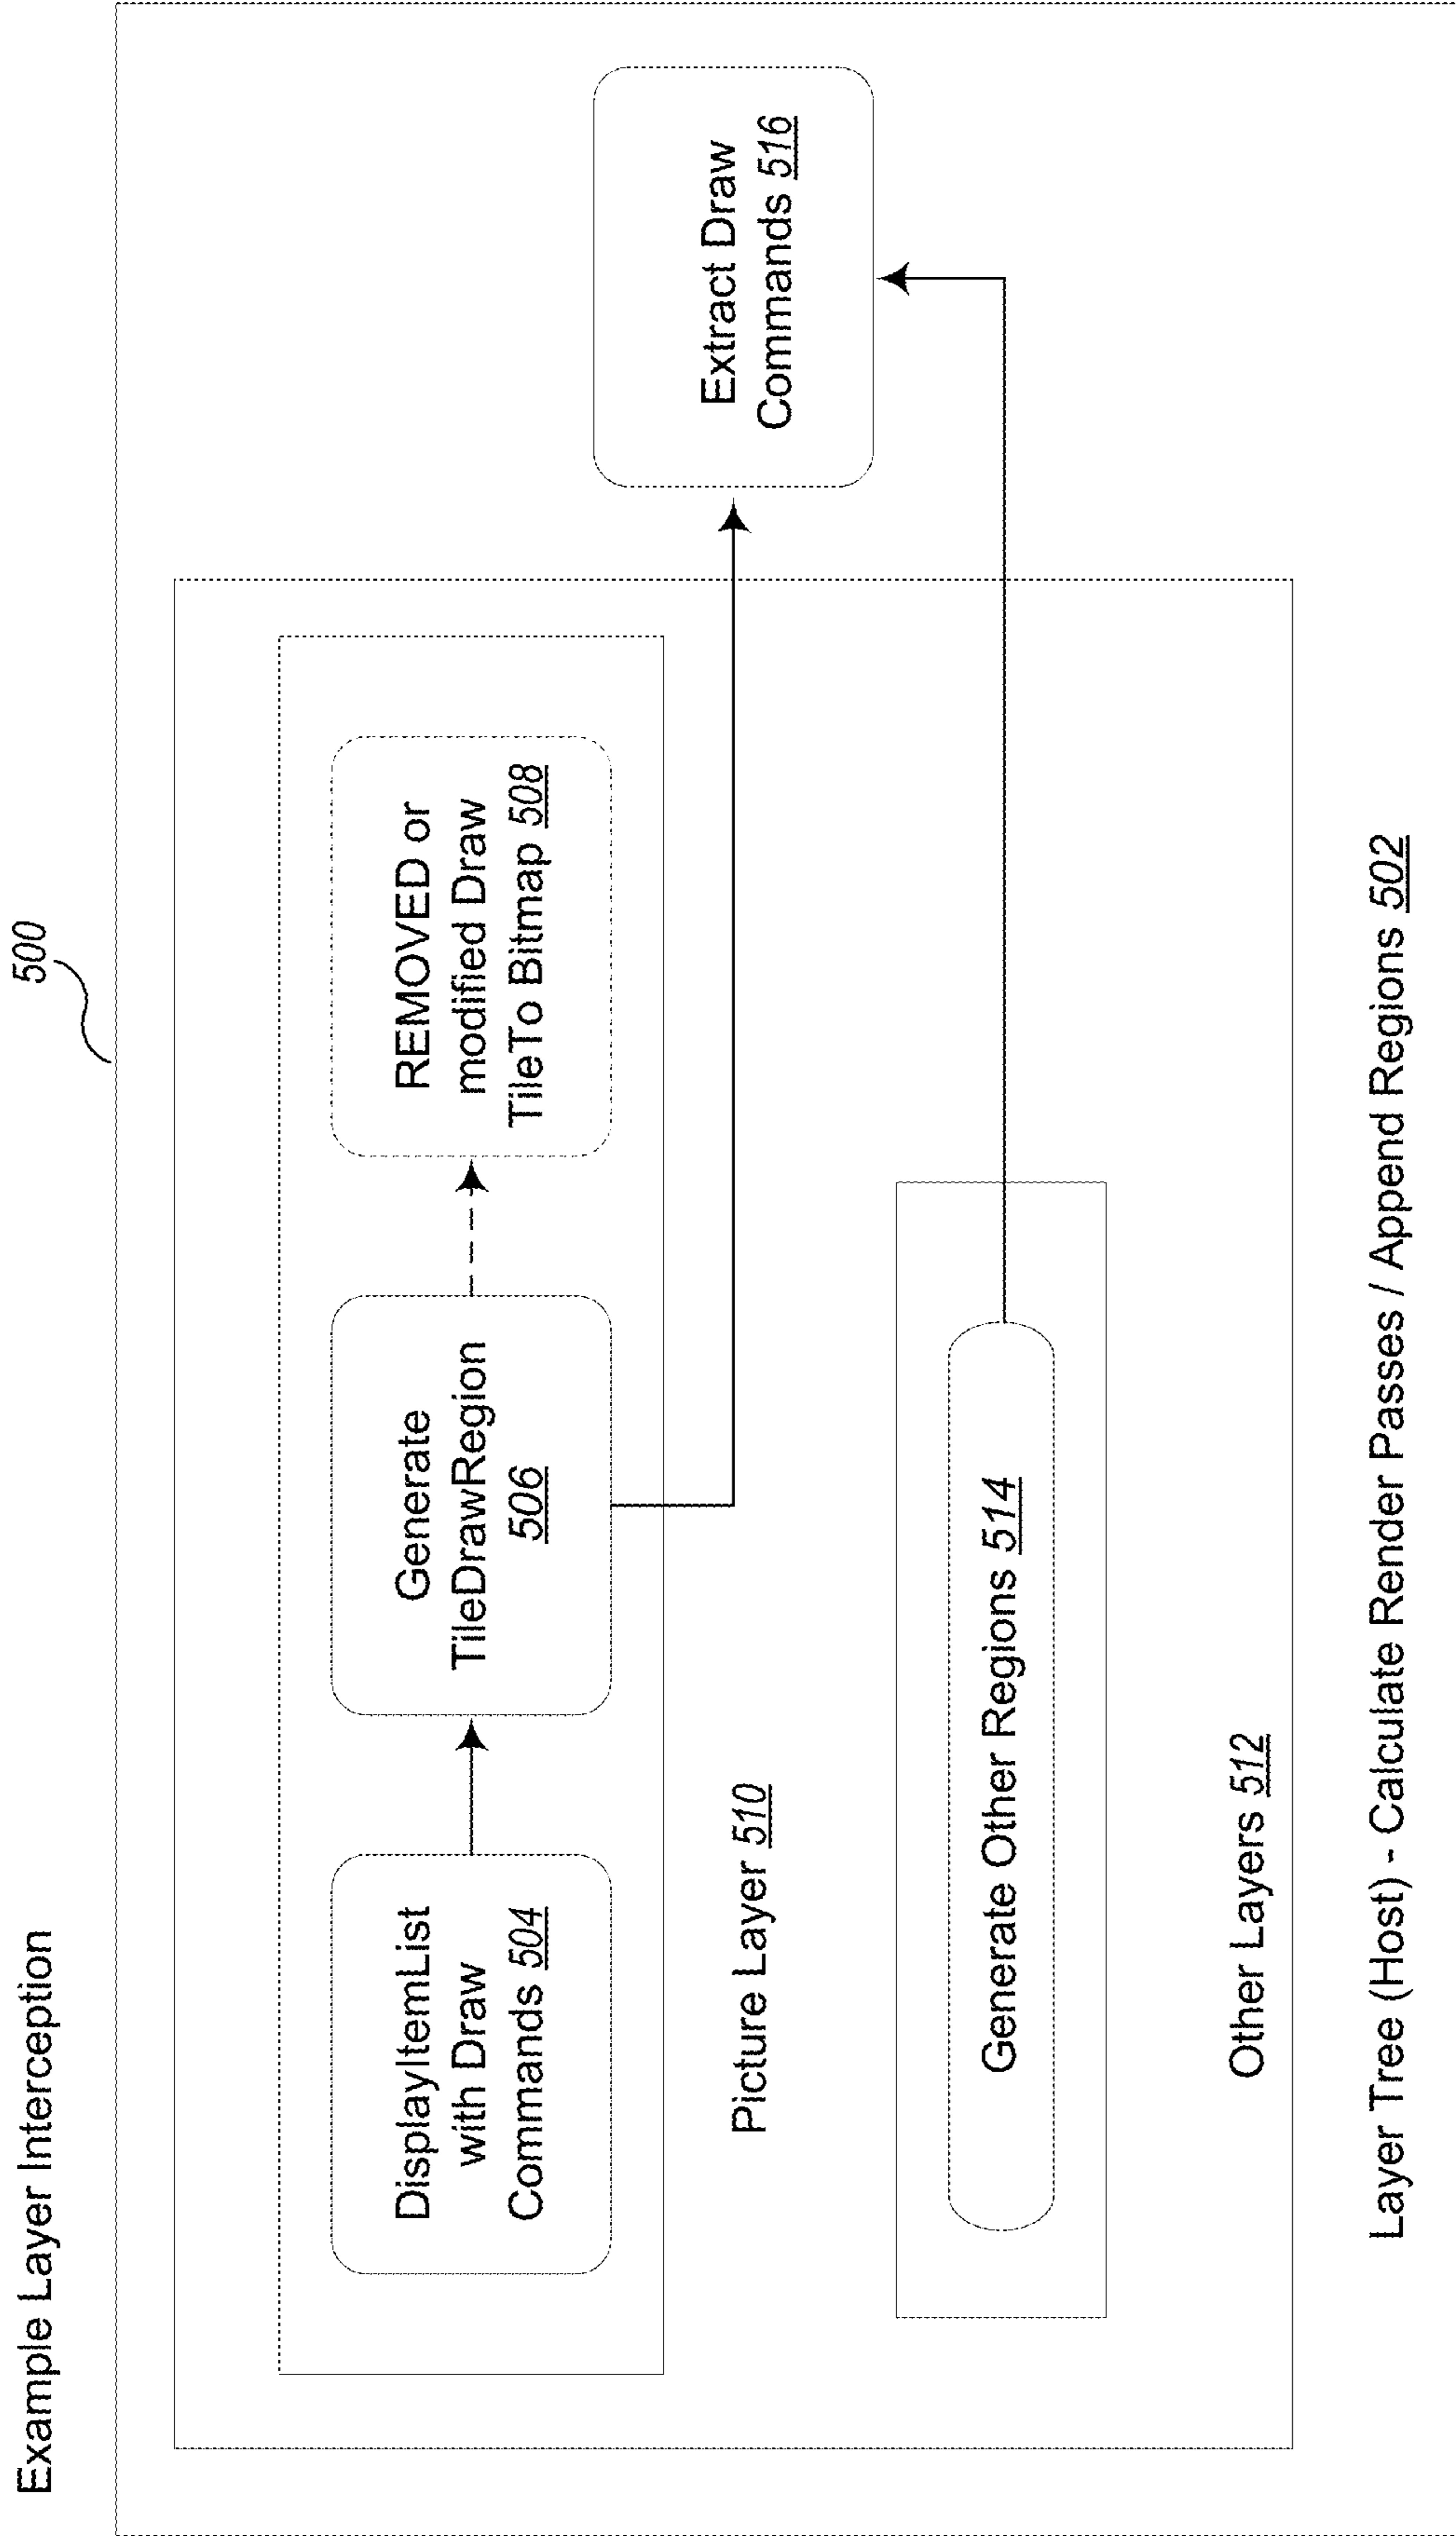 Example Layer Interception
500
DisplayItemList
with Draw
Commands 504
Generate
TileDrawRegion
506
REMOVED or
modified Draw
TileTo Bitmap 508
Picture Layer 510
Extract Draw
Commands 516
Generate Other Regions 514
Other Layers 512
Layer Tree (Host) - Calculate Render Passes / Append Regions 502